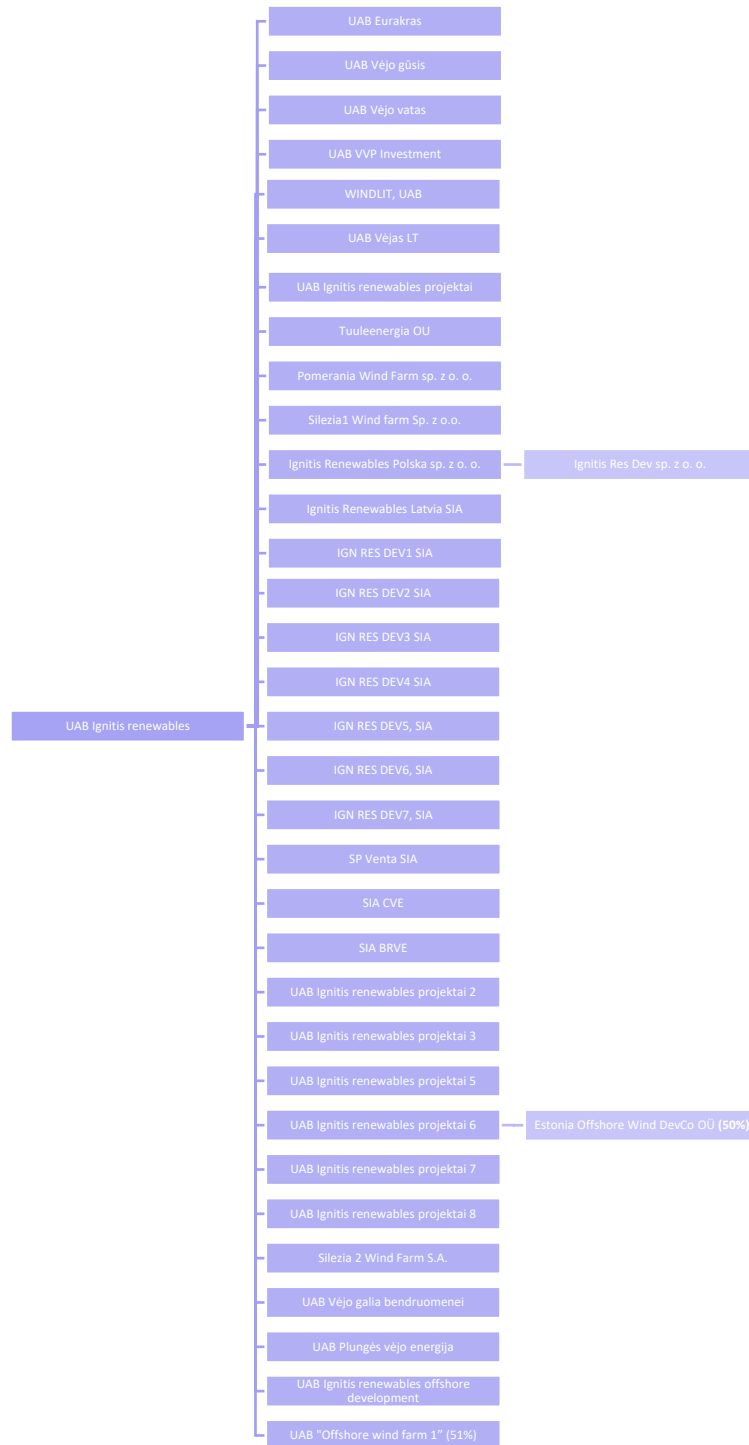 UAB Eurakras
UAB Vėjo gūsis
UAB Vėjo vatas
UAB VVP Investment
WINDLIT, UAB
UAB Vėjas LT
UAB Ignitis renewables projektai
Tuuleenergia OU
Pomerania Wind Farm sp. z o. o.
Silezia1 Wind farm Sp. z o.o.
Ignitis Renewables Polska sp. z o. o.
Ignitis Res Dev sp. z o. o.
Ignitis Renewables Latvia SIA
IGN RES DEV1 SIA
IGN RES DEV2 SIA
IGN RES DEV3 SIA
IGN RES DEV4 SIA
UAB Ignitis renewables
IGN RES DEV5, SIA
IGN RES DEV6, SIA
IGN RES DEV7, SIA
SP Venta SIA
SIA CVE
SIA BRVE
UAB Ignitis renewables projektai 2
UAB Ignitis renewables projektai 3
UAB Ignitis renewables projektai 5
UAB Ignitis renewables projektai 6
Estonia Offshore Wind DevCo OÜ (50%)
UAB Ignitis renewables projektai 7
UAB Ignitis renewables projektai 8
Silezia 2 Wind Farm S.A.
UAB Vėjo galia bendruomenei
UAB Plungės vėjo energija
UAB Ignitis renewables offshore
development
UAB "Offshore wind farm 1” (51%)